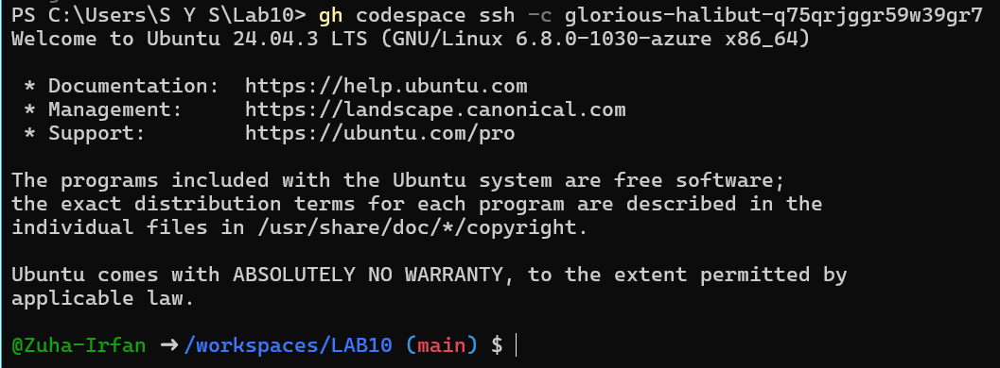 PS C:\Users\S Y S\Lab10> gh codespace ssh -c glorious-halibut-q75qrjggr59w39gr7
Welcome to Ubuntu 24.04.3 LTS (GNU/Linux 6.8.0-1030-azure x86_64)
* Documentation:  https://help.ubuntu.com
* Management:     https://landscape.canonical.com
* Support:        https://ubuntu.com/pro
The programs included with the Ubuntu system are free software;
the exact distribution terms for each program are described in the
individual files in /usr/share/doc/*/copyright.
Ubuntu comes with ABSOLUTELY NO WARRANTY, to the extent permitted by
applicable law.
@Zuha-Irfan ➜ /workspaces/LAB10 (main) $